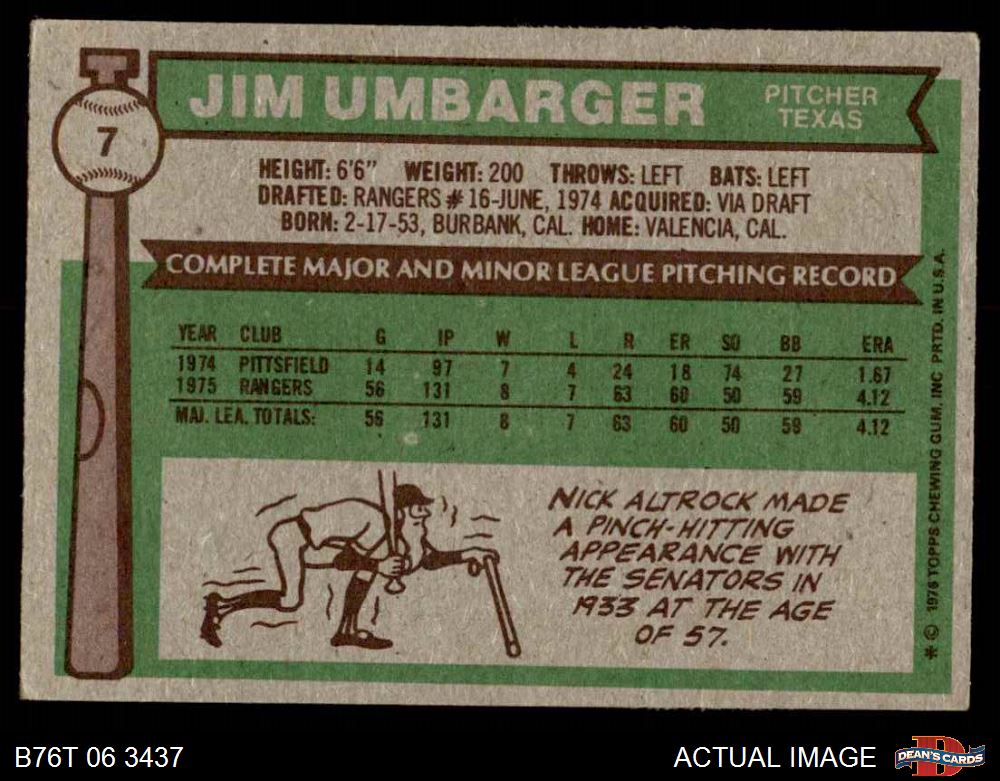 7
JIM UMBARGER
PITCHER
TEXAS
HEIGHT: 6'6" WEIGHT: 200 THROWS: LEFT BATS: LEFT
DRAFTED: RANGERS # 16-JUNE, 1974 ACQUIRED: VIA DRAFT
BORN: 2-17-53, BURBANK, CAL. HOME: VALENCIA, CAL.
COMPLETE MAJOR AND MINOR LEAGUE PITCHING RECORD
YEAR CLUB G IP W L R ER SO BB ERA
1974 PITTSFIELD 14 97 7 4 24 18 74 27 1.67
1975 RANGERS 56 131 8 7 63 60 50 59 4.12
MAJ. LEA. TOTALS: 56 131 8 7 63 60 50 59 4.12
NICK ALTROCK MADE
A PINCH-HITTING
APPEARANCE WITH
THE SENATORS IN
1933 AT THE AGE
OF 57.
* © 1976 TOPPS CHEWING GUM, INC PRTD. IN U.S.A.
B76T 06 3437
ACTUAL IMAGE
D
DEAN'S CARDS